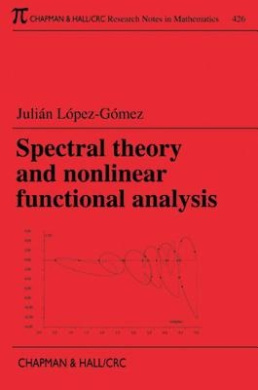 π CHAPMAN & HALL/CRC Research Notes in Mathematics 426
Julián López-Gómez
Spectral theory
and nonlinear
functional analysis
CHAPMAN & HALL/CRC